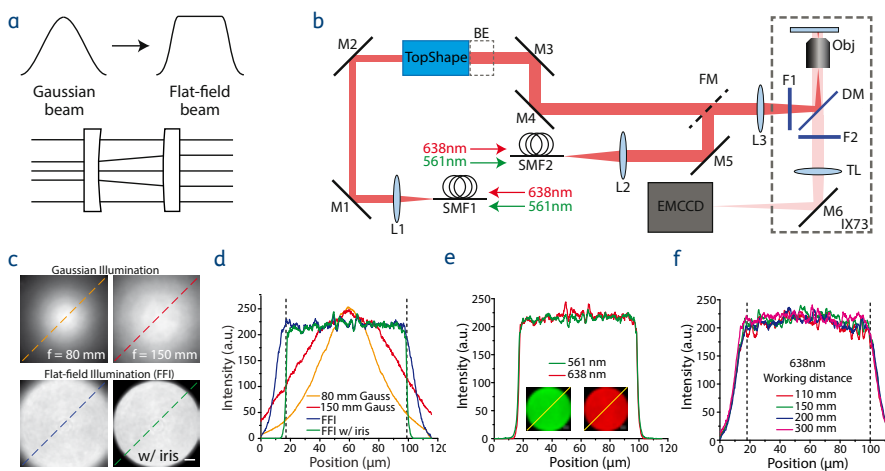 a
Gaussian
beam
Flat-field
beam
b
M2
TopShape
BE
M3
M4
FM
L3
F1
Obj
DM
F2
TL
M6
IX73
638nm
561nm
SMF2
L2
M5
M1
L1
SMF1
638nm
561nm
EMCCD
c
Gaussian Illumination
f = 80 mm
f = 150 mm
Flat-field Illumination (FFI)
w/ iris
d
Intensity (a.u.)
250
200
150
100
50
0
80 mm Gauss
150 mm Gauss
FFI
FFI w/ iris
0 20 40 60 80 100 120
Position (μm)
e
Intensity (a.u.)
250
200
150
100
50
0
561 nm
638 nm
0 20 40 60 80 100 120
Position (μm)
f
Intensity (a.u.)
250
200
150
100
50
0
638nm
Working distance
110 mm
150 mm
200 mm
300 mm
0 20 40 60 80 100
Position (μm)